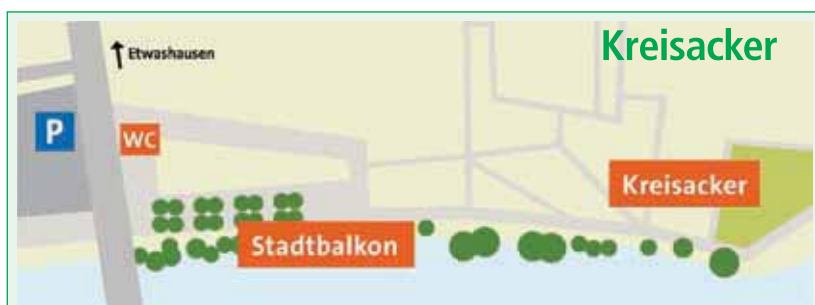 Kreisacker
Etwashausen
P
WC
Kreisacker
Stadtbalkon